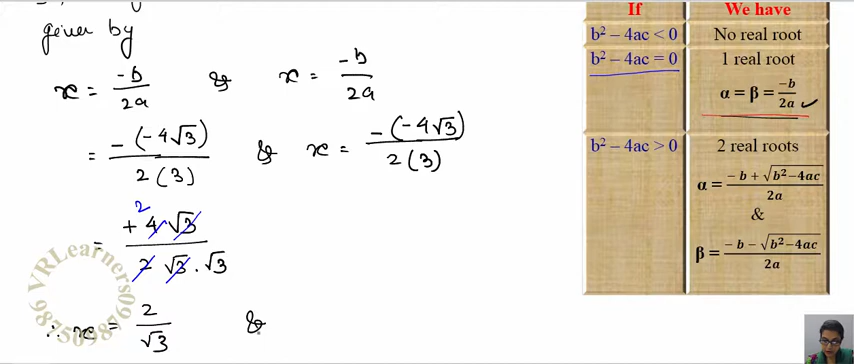 given by
x = -b / 2a & x = -b / 2a
= -(-4√3) / 2(3) & x = -(-4√3) / 2(3)
2
= +4√3 / 2√3 · √3
∴ x = 2 / √3 &
VRLearners
9875098760
If We have
b² – 4ac < 0 No real root
b² – 4ac = 0 1 real root
α = β = -b / 2a ✓
b² – 4ac > 0 2 real roots
α = – b + √b² – 4ac / 2a
&
β = – b – √b² – 4ac / 2a